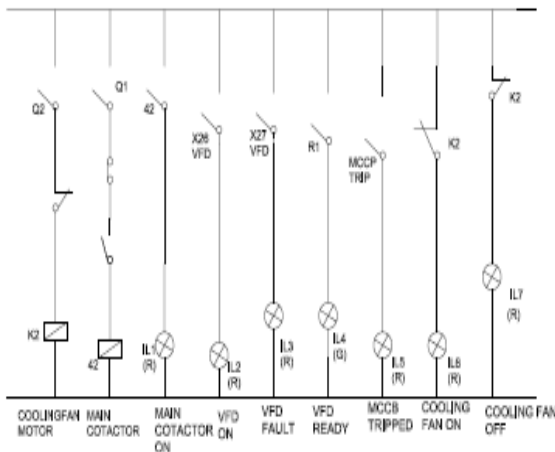 Q2
Q1
42
X26
VFD
X27
VFD
R1
MCCP
TRIP
K2
K2
K2
42
IL1
(R)
IL2
(R)
IL3
(R)
IL4
(G)
IL5
(R)
IL6
(R)
IL7
(R)
COOLINGFAN
MOTOR
MAIN
COTACTOR
MAIN
COTACTOR
ON
VFD
ON
VFD
FAULT
VFD
READY
MCCB
TRIPPED
COOLING
FAN ON
COOLING FAN
OFF